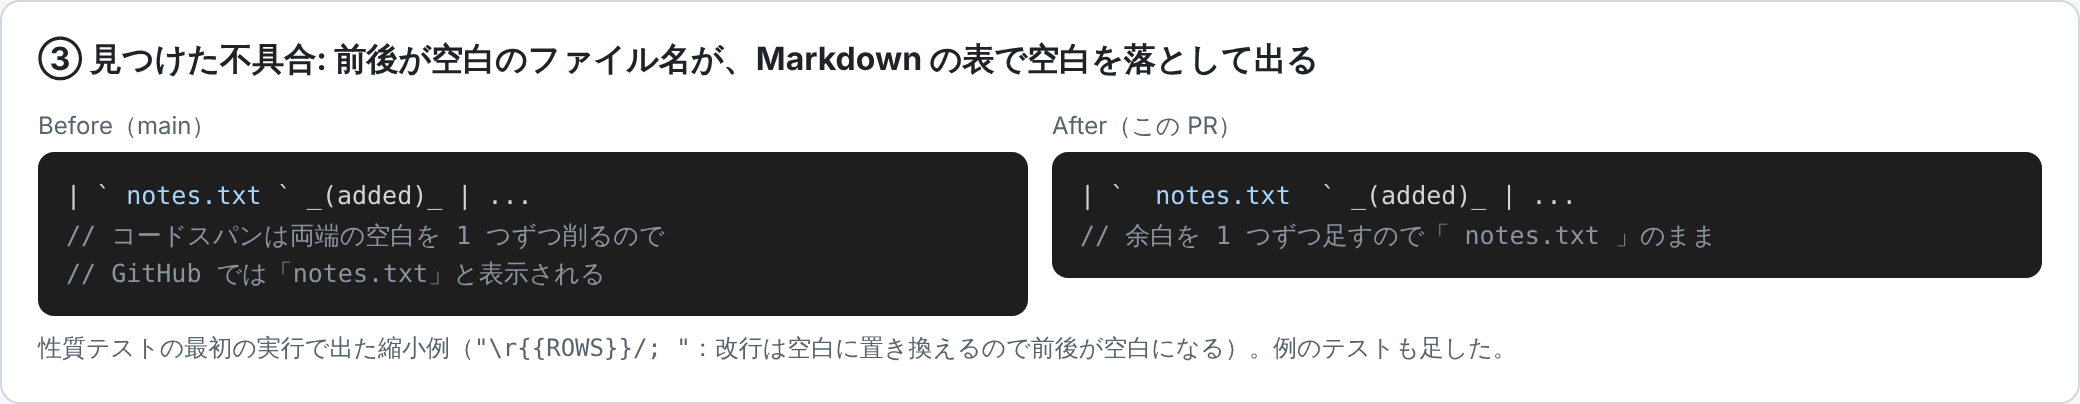 ③ 見つけた不具合: 前後が空白のファイル名が、Markdown の表で空白を落として出る
Before（main）
| ` notes.txt ` _(added)_ | ...
// コードスパンは両端の空白を 1 つずつ削るので
// GitHub では「notes.txt」と表示される
After（この PR）
| `  notes.txt  ` _(added)_ | ...
// 余白を 1 つずつ足すので「 notes.txt 」のまま
性質テストの最初の実行で出た縮小例（"\r{{ROWS}}/; "：改行は空白に置き換えるので前後が空白になる）。例のテストも足した。